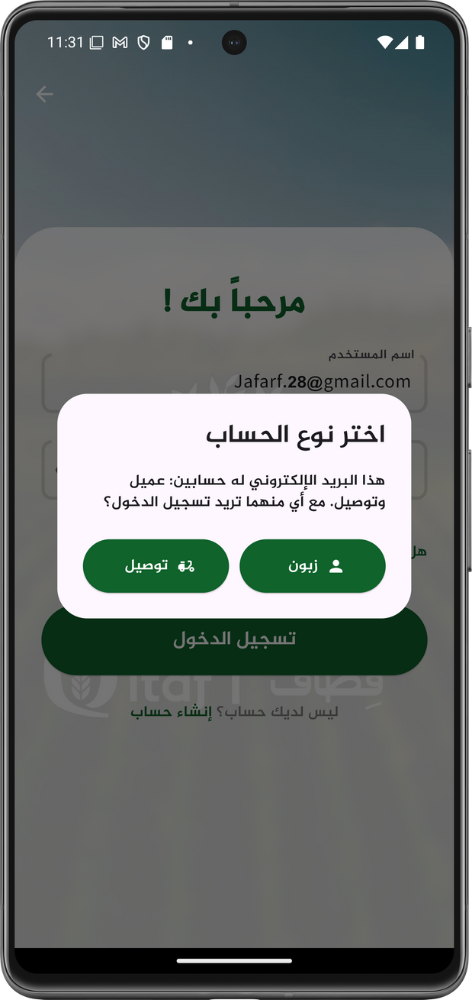 11:31
مرحباً بك !
اسم المستخدم
Jafarf.28@gmail.com
اختر نوع الحساب
هذا البريد الإلكتروني له حسابين: عميل
وتوصيل. مع أي منهما تريد تسجيل الدخول؟
زبون
توصيل
هل
تسجيل الدخول
Qitaf | قِطاف
ليس لديك حساب؟ إنشاء حساب